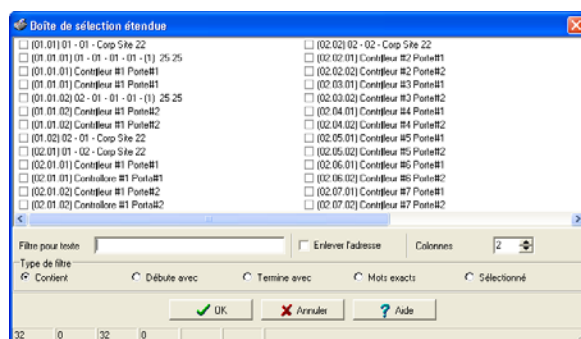 Boîte de sélection étendue
(01.01) 01 - 01 - Corp Site 22
(01.01.01) 01 - 01 - 01 - 01 - (1) 25 25
(01.01.01) Contrôleur #1 Porte#1
(01.01.01) Contrôleur #1 Porte#1
(01.01.02) 02 - 01 - 01 - 01 - (1) 25 25
(01.01.02) Contrôleur #1 Porte#2
(01.01.02) Contrôleur #1 Porte#2
(01.02) 02 - 01 - Corp Site 22
(02.01) 01 - 02 - Corp Site 22
(02.01.01) Contrôleur #1 Porte#1
(02.01.01) Controllore #1 Porta#1
(02.01.02) Contrôleur #1 Porte#2
(02.01.02) Controllore #1 Porta#2
(02.02) 02 - 02 - Corp Site 22
(02.02.01) Contrôleur #2 Porte#1
(02.02.02) Contrôleur #2 Porte#2
(02.03.01) Contrôleur #3 Porte#1
(02.03.02) Contrôleur #3 Porte#2
(02.04.01) Contrôleur #4 Porte#1
(02.04.02) Contrôleur #4 Porte#2
(02.05.01) Contrôleur #5 Porte#1
(02.05.02) Contrôleur #5 Porte#2
(02.06.01) Contrôleur #6 Porte#1
(02.06.02) Contrôleur #6 Porte#2
(02.07.01) Contrôleur #7 Porte#1
(02.07.02) Contrôleur #7 Porte#2
Filtre pour texte Enlever l'adresse Colonnes 2
Type de filtre
Contient Débute avec Termine avec Mots exacts Sélectionné
OK Annuler Aide
32 0 32 0